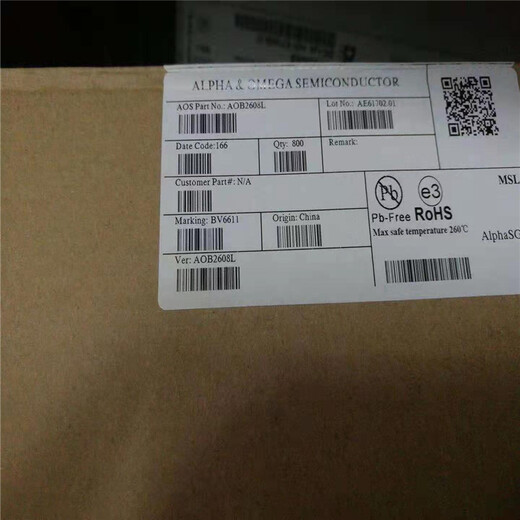 ALPHA & OMEGA SEMICONDUCTOR
AOS Part No.: AOB2608L
Lot No.: AE61702.01
Date Code:166
Qty: 800
Remark:
Customer Part#: N/A
Marking: BV6611
Origin: China
Ver: AOB2608L
Pb
e3
MSL
Pb-Free RoHS
Max safe temperature 260℃
AlphaSG